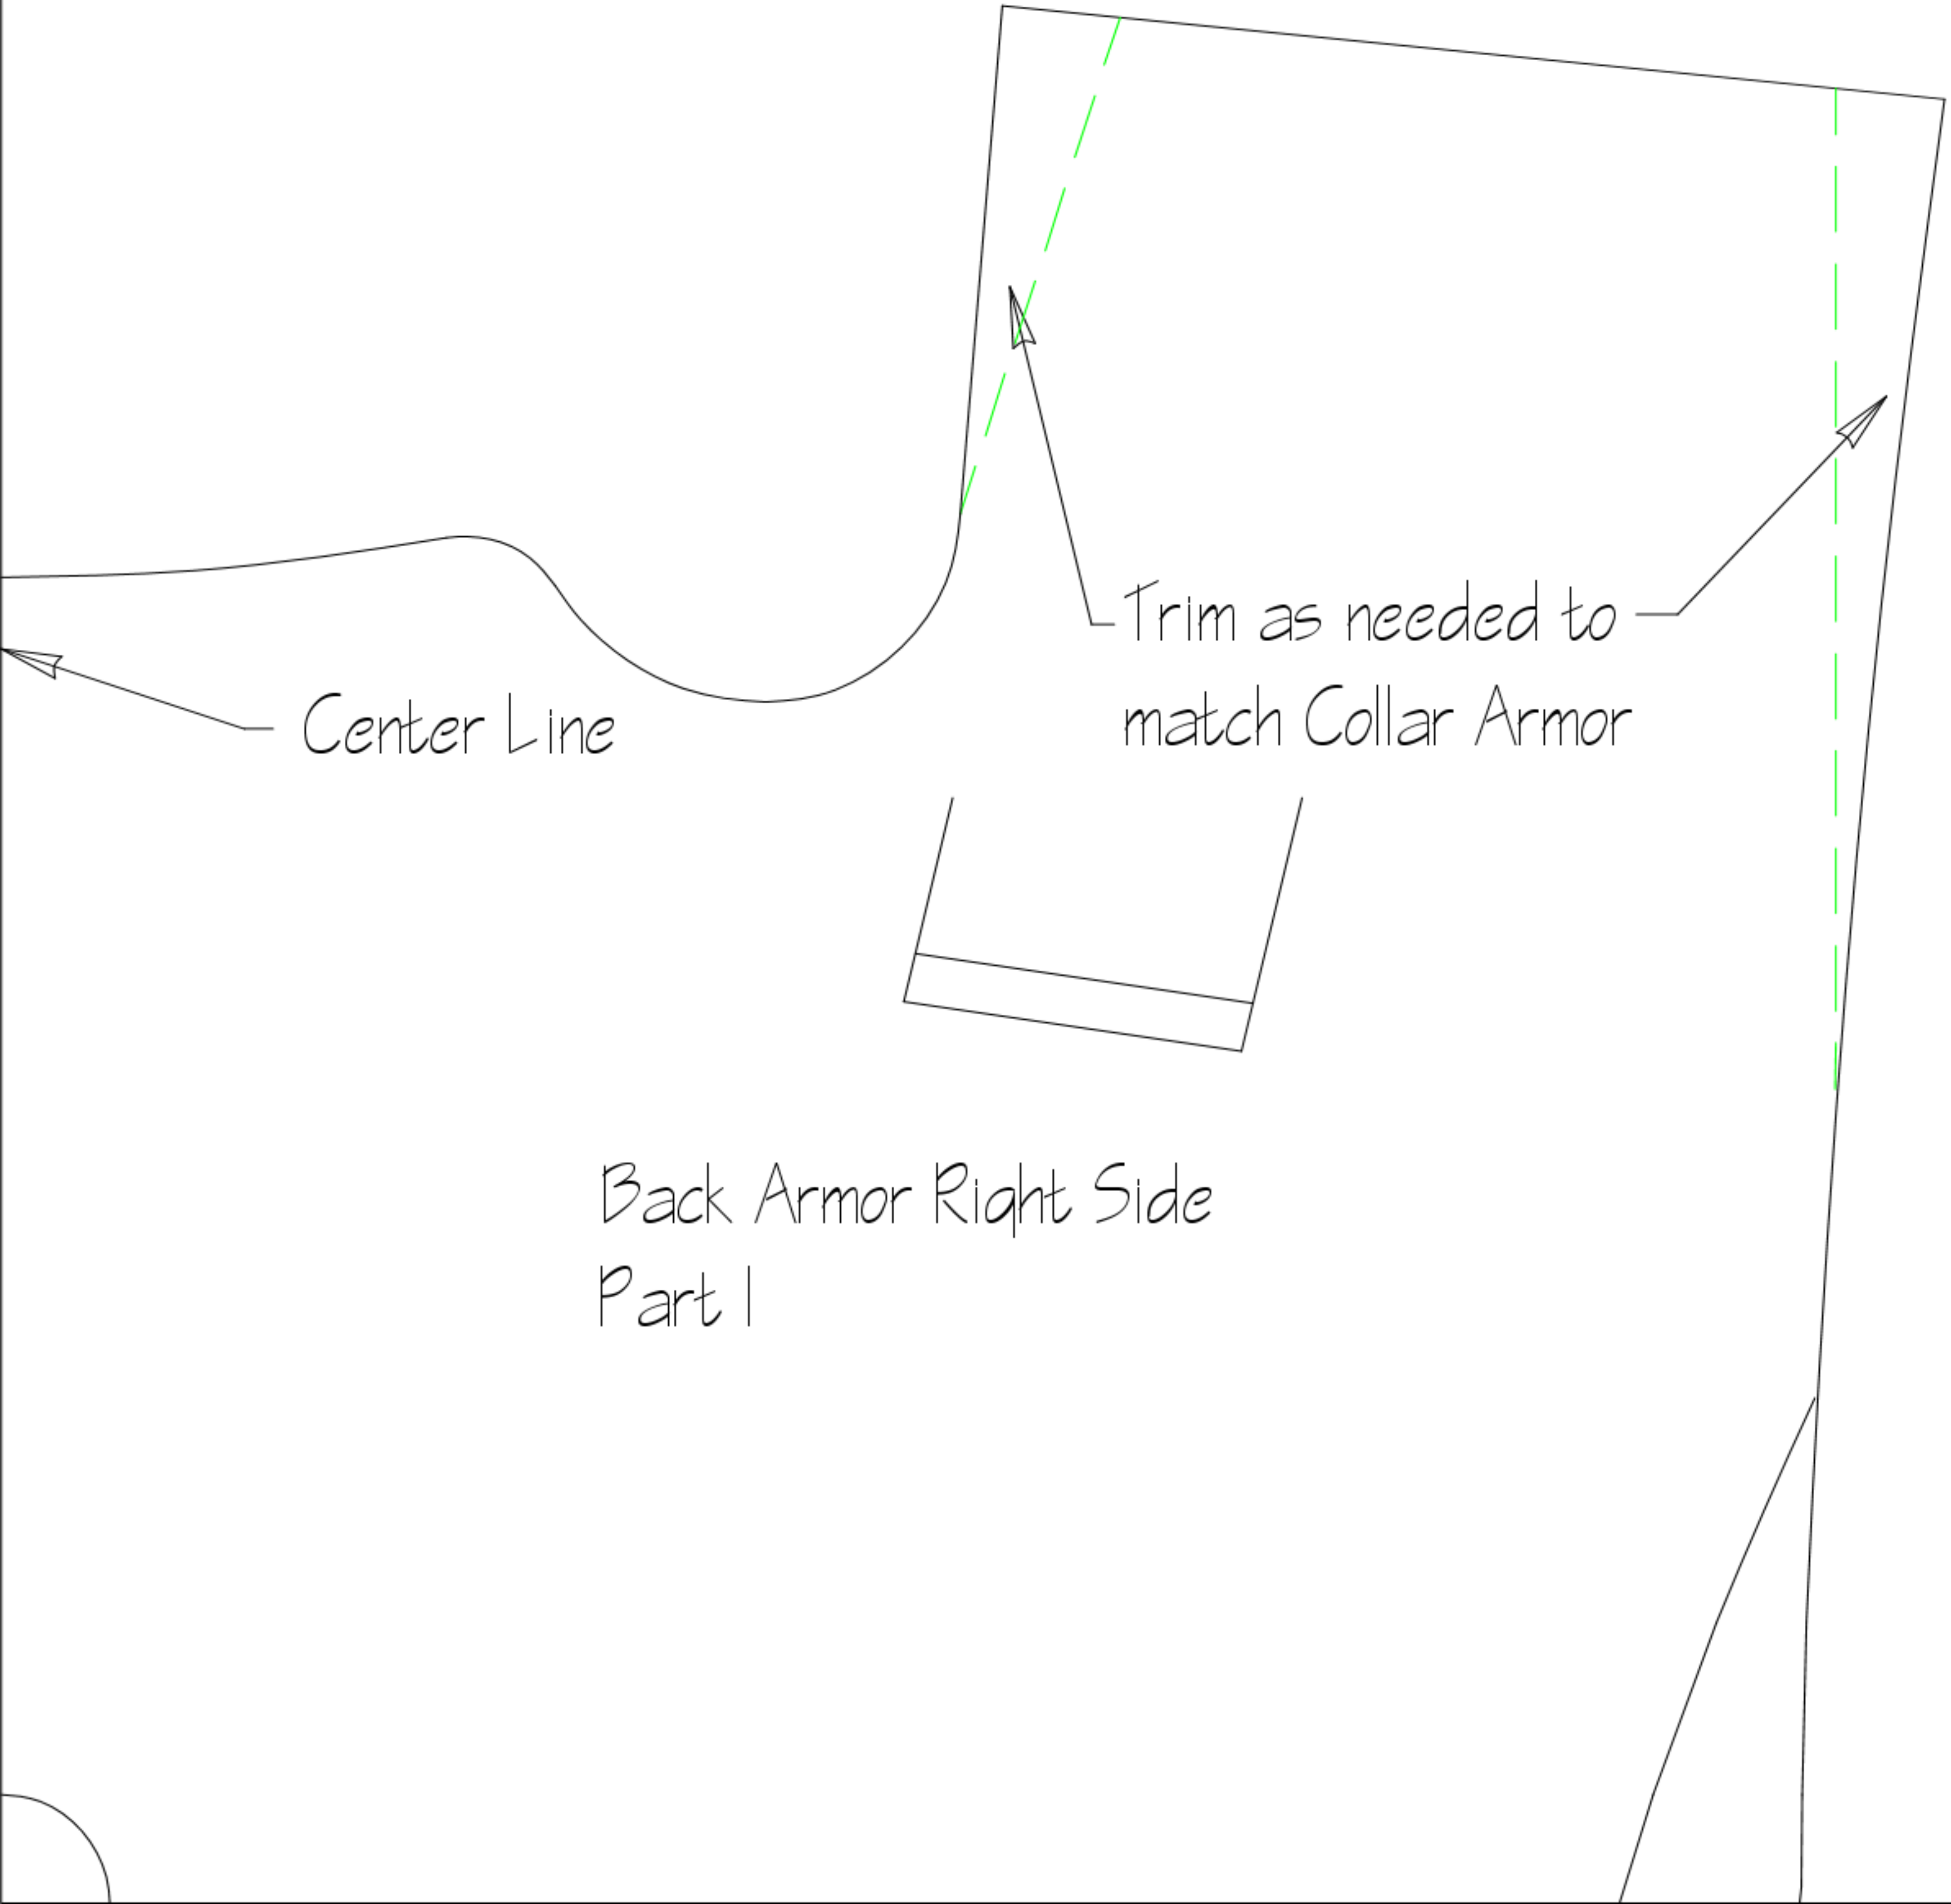 Trim as needed to
match Collar Armor
Center Line
Back Armor Right Side
Part 1